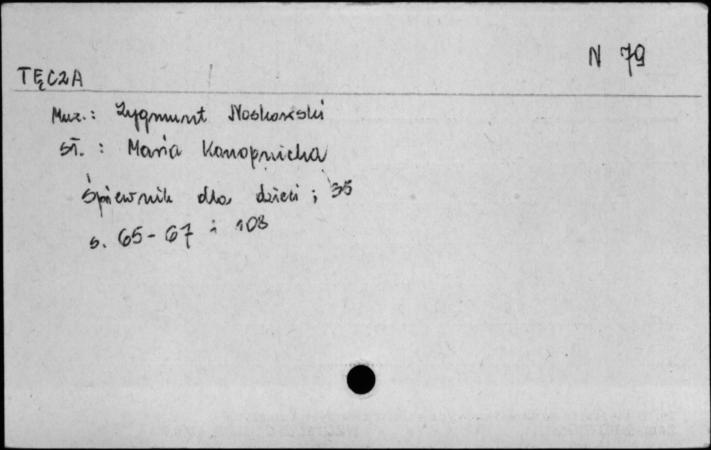 N 79
TĘCZA
Muz.: Zygmunt Noskowski
sł. : Maria Konopnicka
Śpiewnik dla dzieci ; 35
s. 65-67 i 108